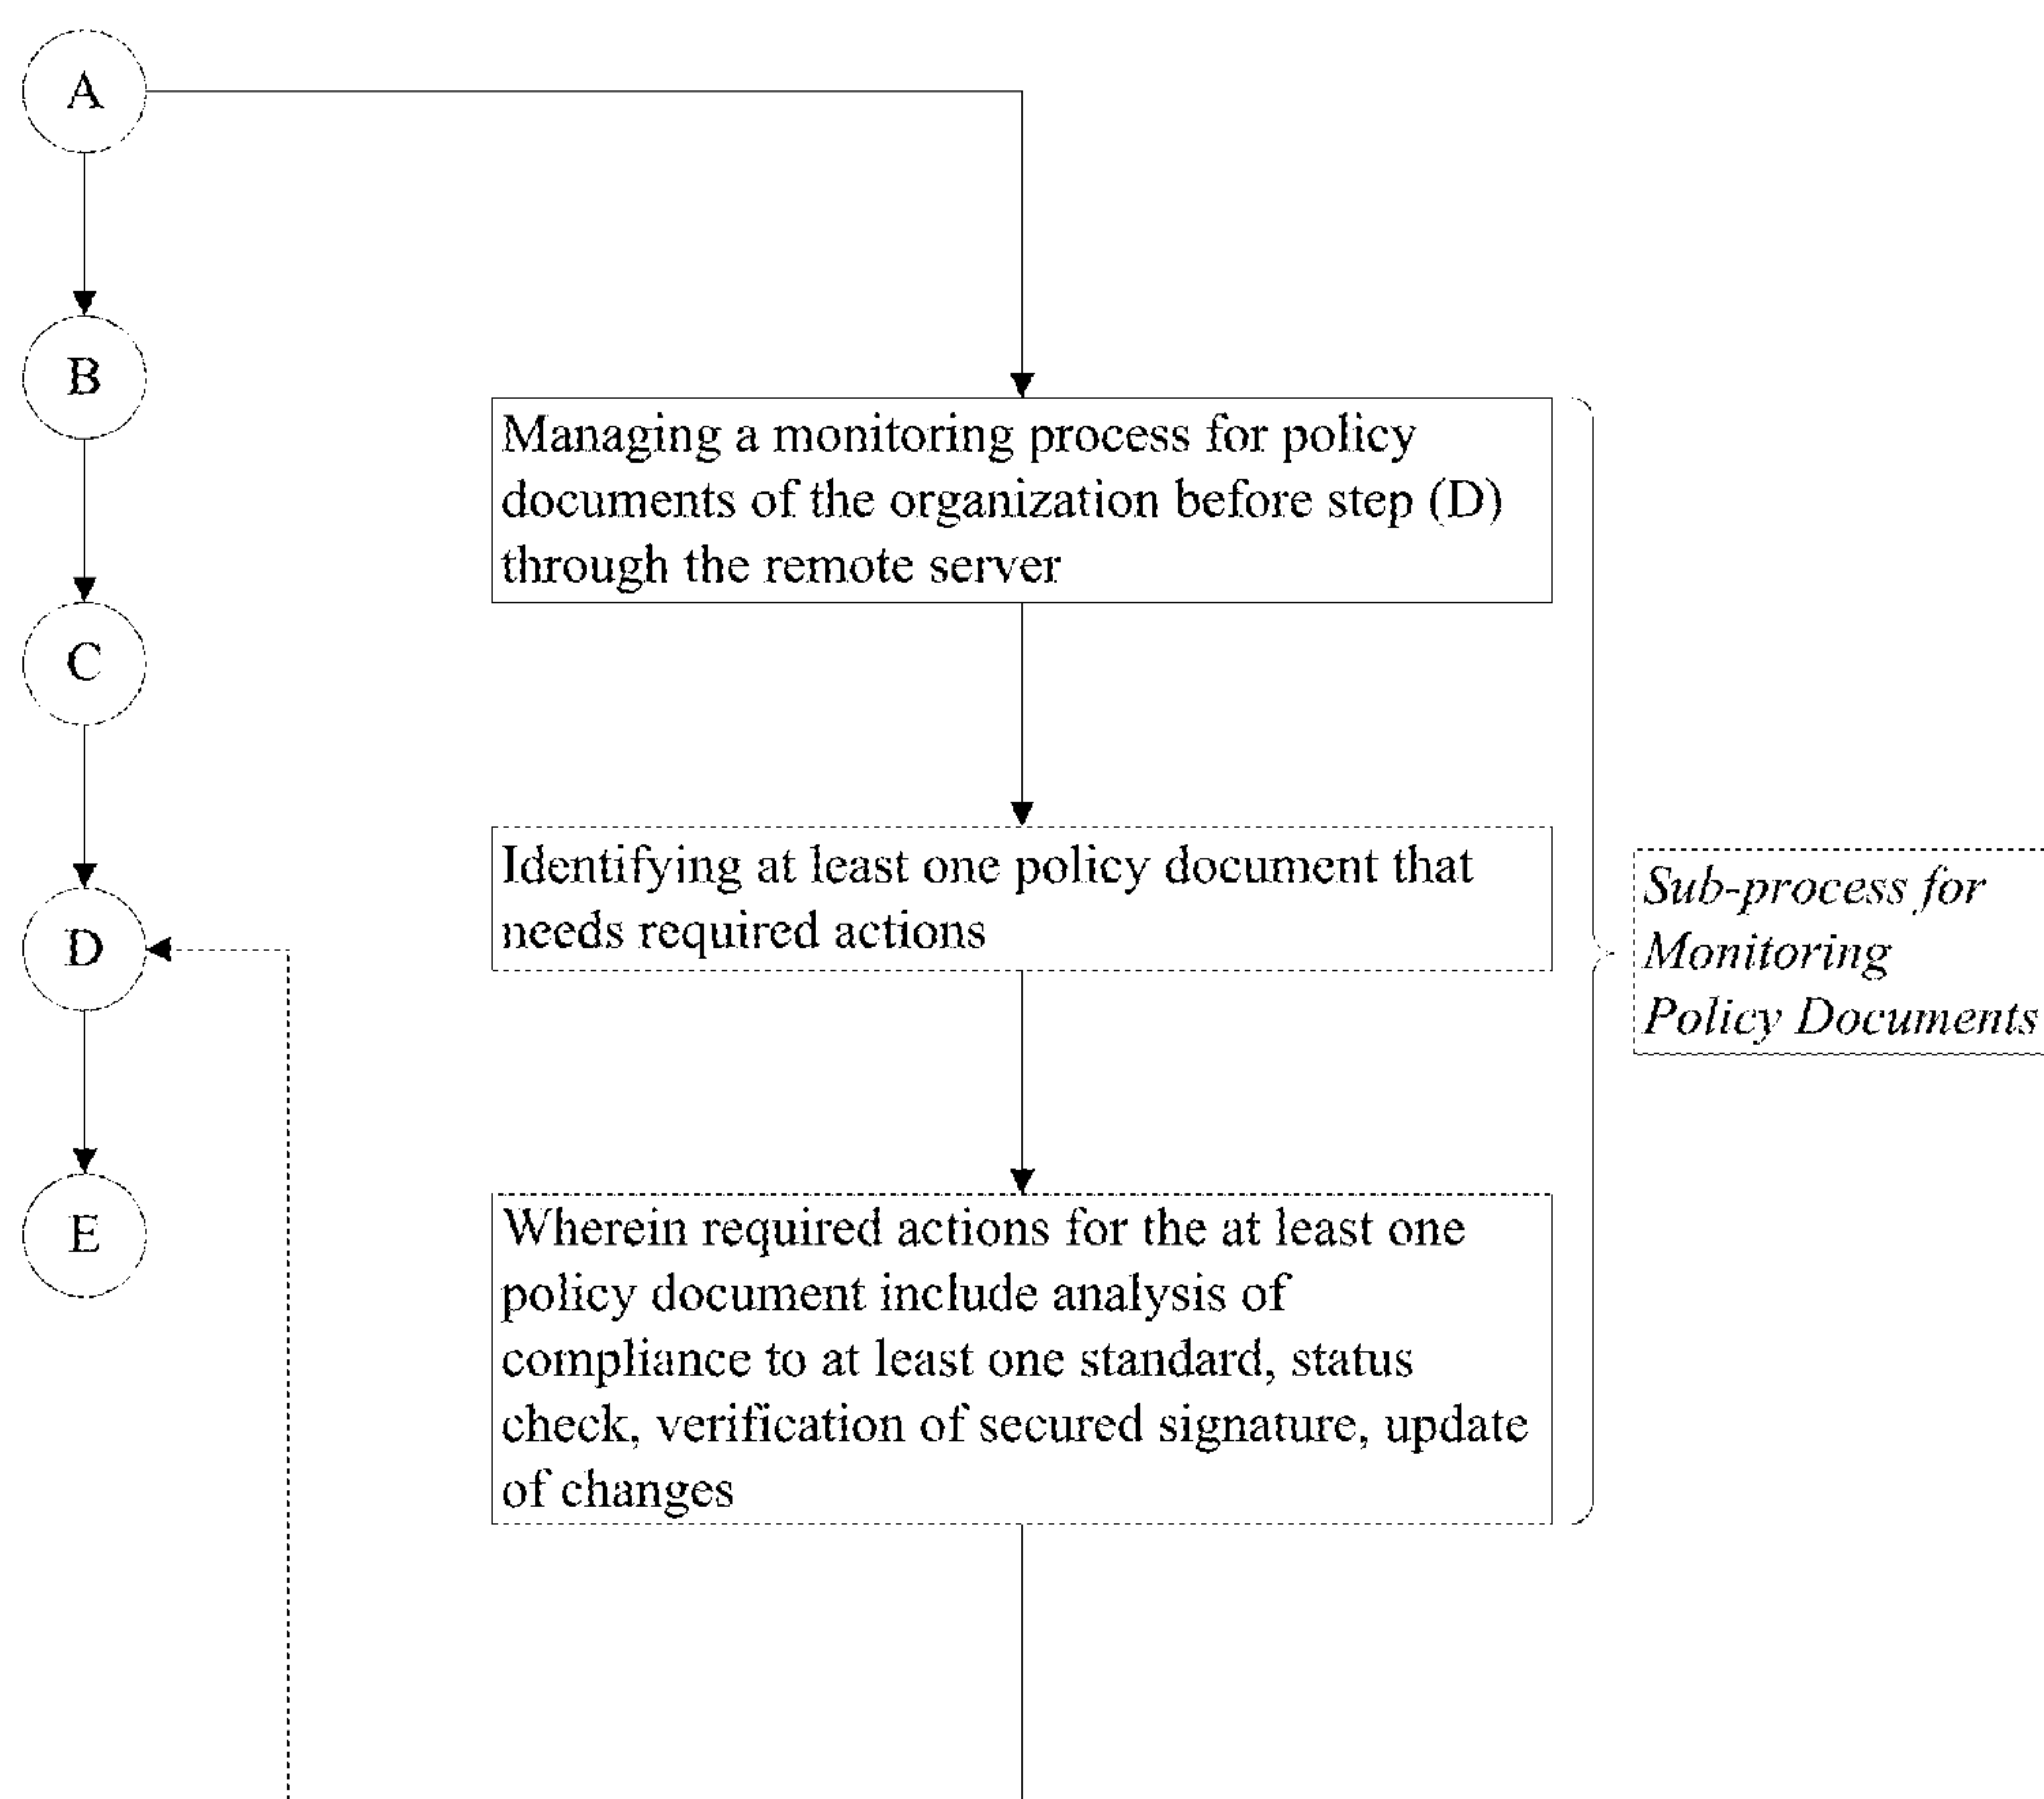 A
B
C
D
E
Managing a monitoring process for policy
documents of the organization before step (D)
through the remote server
Identifying at least one policy document that
needs required actions
Wherein required actions for the at least one
policy document include analysis of
compliance to at least one standard, status
check, verification of secured signature, update
of changes
Sub-process for
Monitoring
Policy Documents